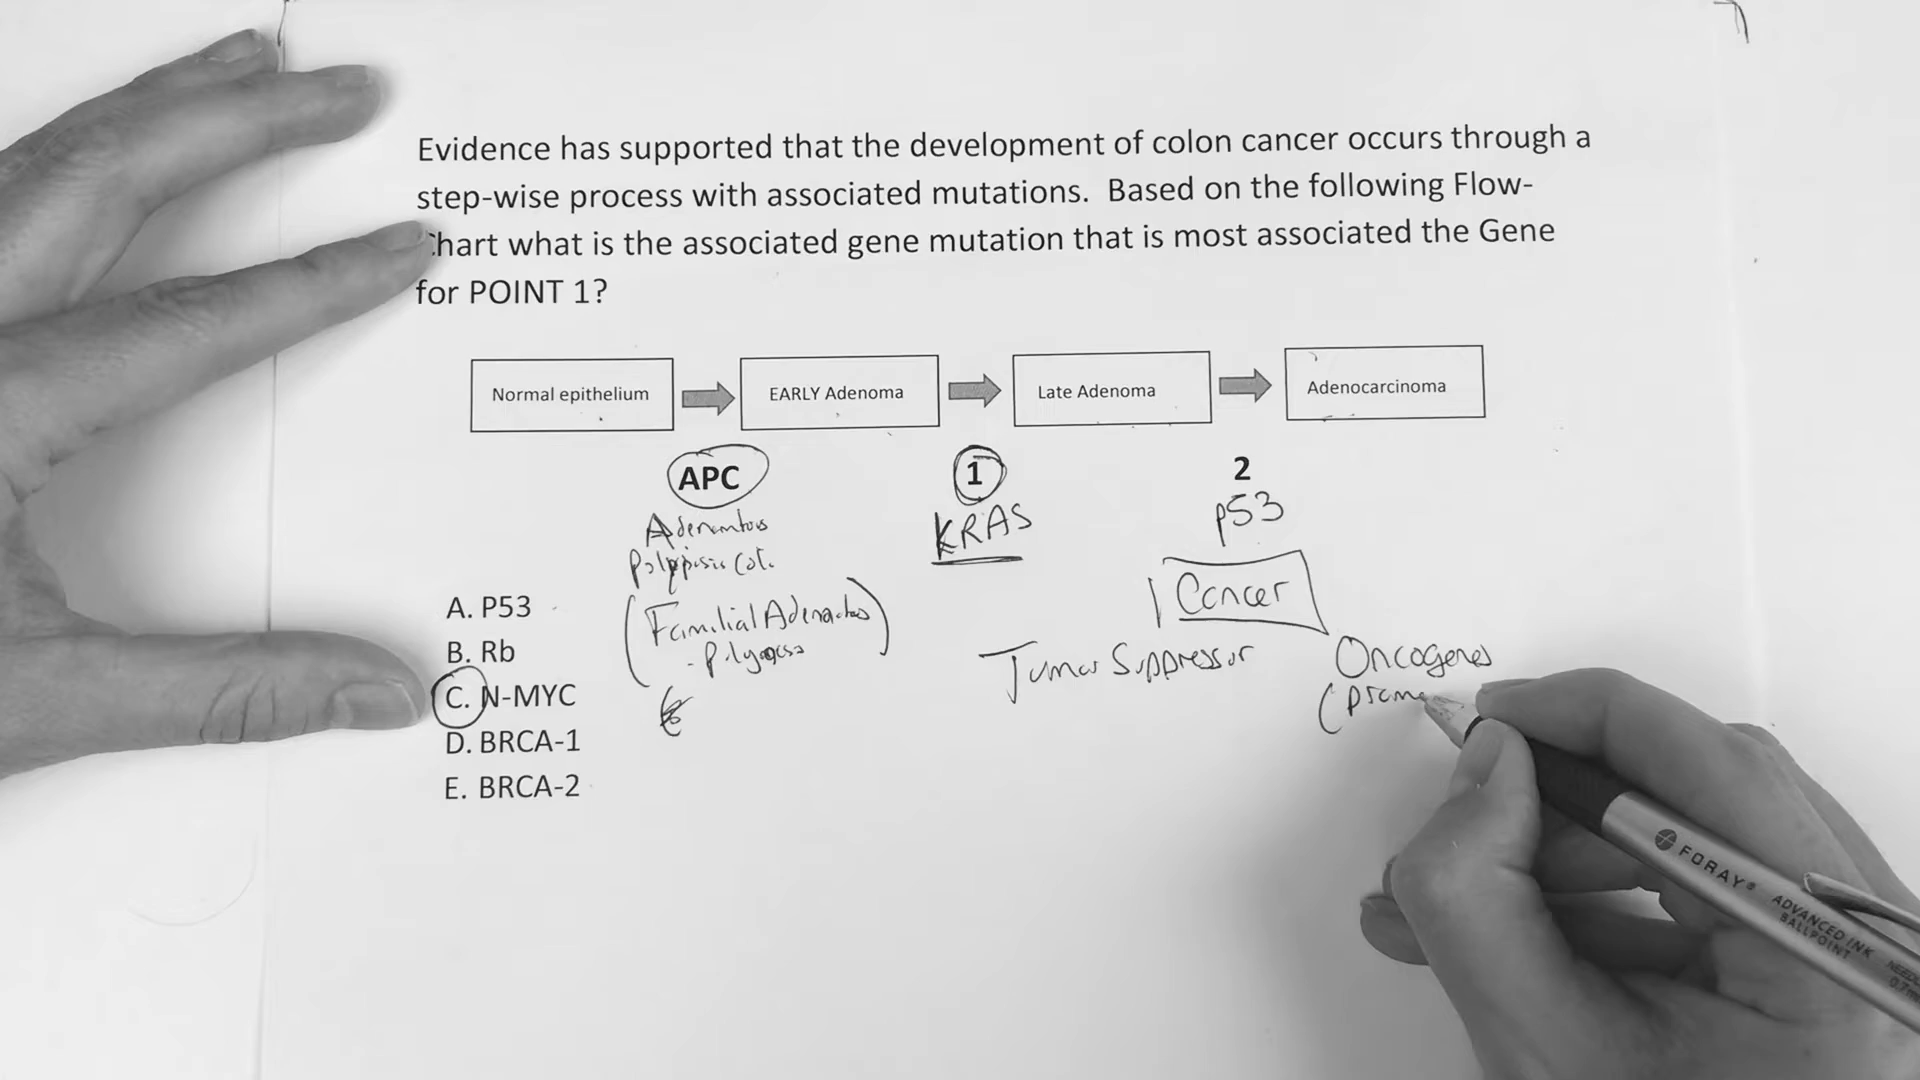 Evidence has supported that the development of colon cancer occurs through a
step-wise process with associated mutations. Based on the following Flow-
hart what is the associated gene mutation that is most associated the Gene
for POINT 1?
Normal epithelium
EARLY Adenoma
Late Adenoma
Adenocarcinoma
APC
1
2
KRAS
p53
Cancer
(Familial
Tumor Suppressor
Oncogenes
A. P53
B. Rb
C. N-MYC
D. BRCA-1
E. BRCA-2
FORAY®
ADVANCED INK
BALLPOINT